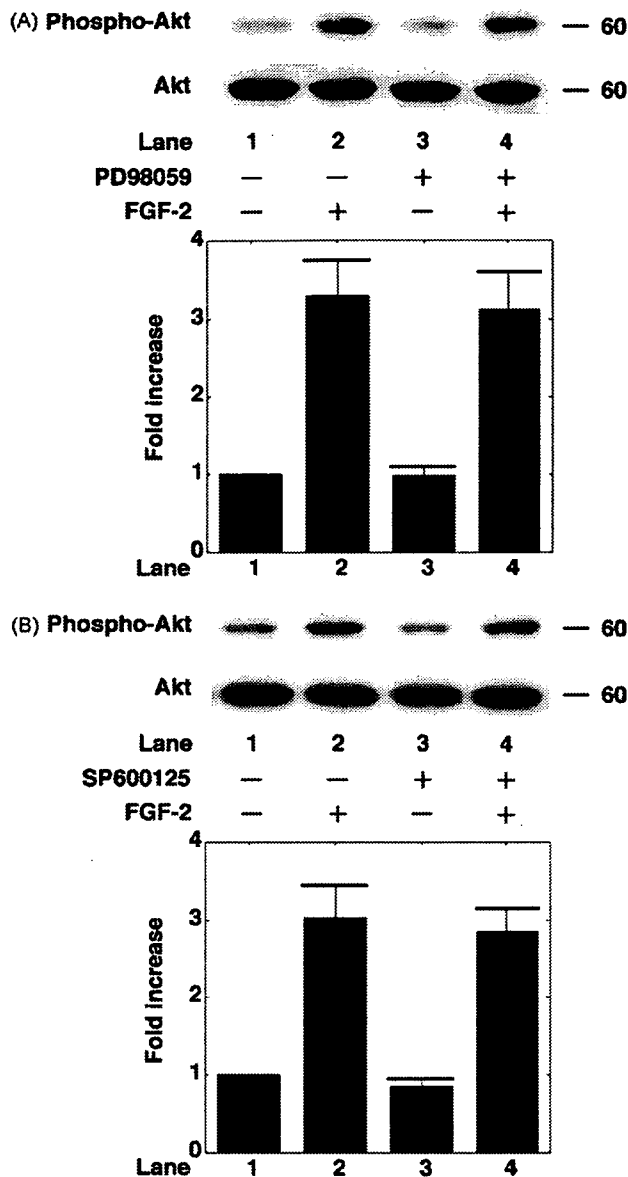 (A) Phospho-Akt — 60
Akt — 60
Lane 1 2 3 4
PD98059 — — + +
FGF-2 — + — +
4
3
2
1
0
Fold increase
Lane 1 2 3 4
(B) Phospho-Akt — 60
Akt — 60
Lane 1 2 3 4
SP600125 — — + +
FGF-2 — + — +
4
3
2
1
0
Fold increase
Lane 1 2 3 4